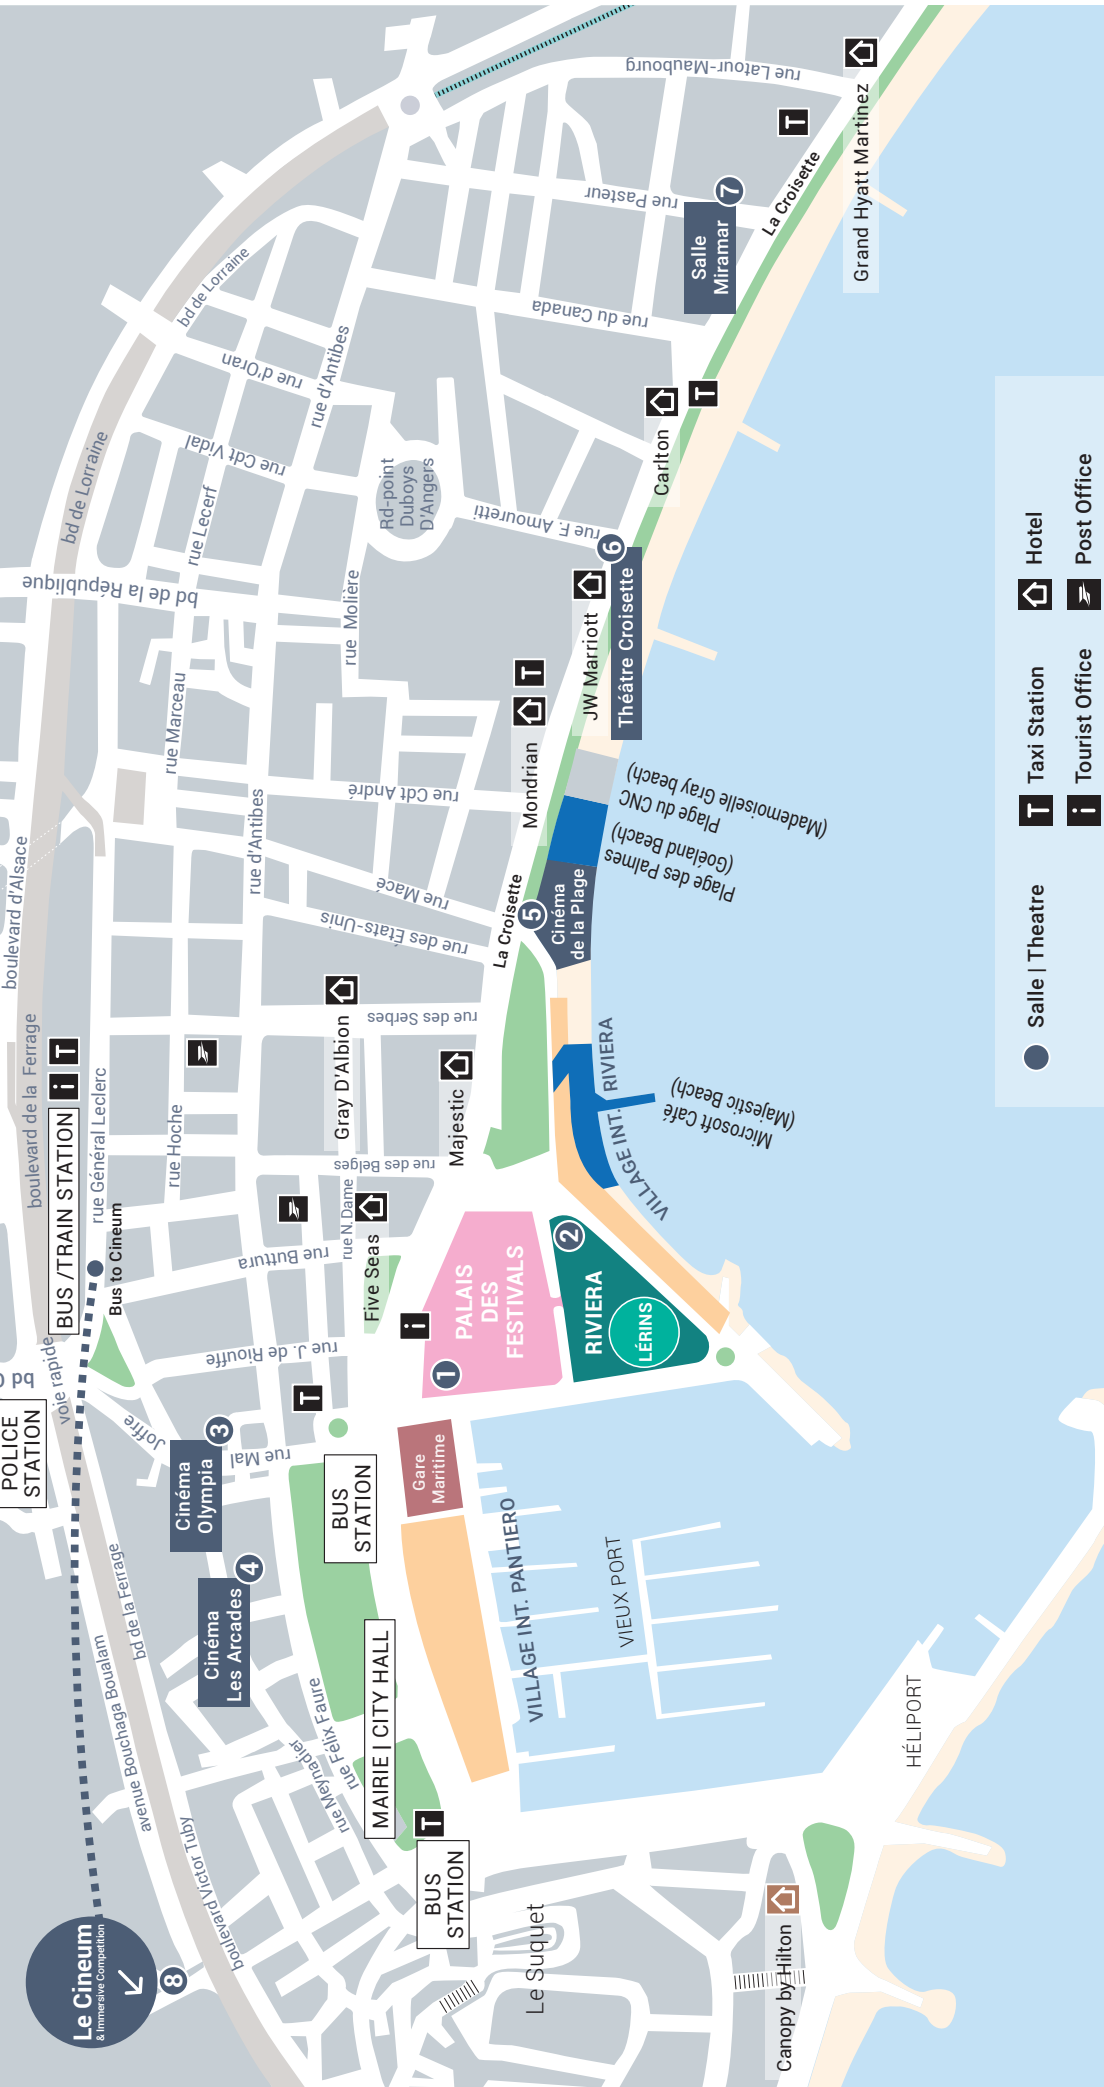 Le Cineum
& Immersive Competition
8
avenue Bouchaga Boualam
bd de la Ferrage
boulevard Victor Tuby
POLICE
STATION
voie rapide
BUS /TRAIN STATION
i
T
Bus to Cineum
boulevard de la Ferrage
boulevard d'Alsace
rue Général Leclerc
bd de la République
bd de Lorraine
bd de Lorraine
rue Hoche
rue Marceau
rue Lecerf
rue Cdt Vidal
rue d'Oran
rue d'Antibes
rue d'Antibes
rue Molière
Rd-point
Duboys
D'Angers
rue F. Amouretti
rue du Canada
rue Pasteur
rue Latour-Maubourg
Joffre
rue Mal
Cinéma
Olympia
3
Cinéma
Les Arcades
4
rue Meynadier
rue Félix Faure
rue J. de Riouffe
rue Buttura
rue N. Dame
rue des Belges
rue des Serbes
rue des États-Unis
rue Macé
rue Cdt André
T
BUS
STATION
MAIRIE | CITY HALL
T
BUS
STATION
Le Suquet
Canopy by Hilton
HÉLIPORT
VIEUX PORT
VILLAGE INT. PANTIERO
Gare
Maritime
Five Seas
Gray D'Albion
Majestic
i
1
PALAIS
DES
FESTIVALS
2
RIVIERA
LÉRINS
VILLAGE INT. RIVIERA
Microsoft Café
(Majestic Beach)
La Croisette
5
Cinéma
de la Plage
Plage des Palmes
(Goéland Beach)
Plage du CNC
(Mademoiselle Gray beach)
Mondrian
T
JW Marriott
Théâtre Croisette
6
Carlton
T
Salle
Miramar
7
La Croisette
T
Grand Hyatt Martinez
Salle | Theatre
T Taxi Station
Hotel
i Tourist Office
Post Office